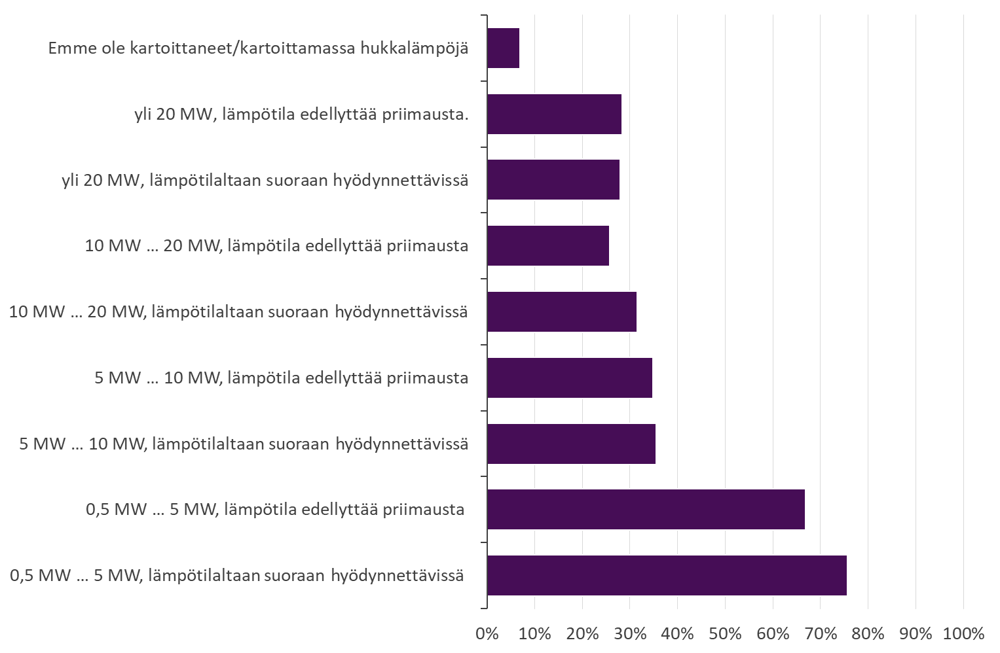 Emme ole kartoittaneet/kartoittamassa hukkalämpöjä
yli 20 MW, lämpötila edellyttää priimausta.
yli 20 MW, lämpötilaltaan suoraan hyödynnettävissä
10 MW … 20 MW, lämpötila edellyttää priimausta
10 MW … 20 MW, lämpötilaltaan suoraan hyödynnettävissä
5 MW … 10 MW, lämpötila edellyttää priimausta
5 MW … 10 MW, lämpötilaltaan suoraan hyödynnettävissä
0,5 MW … 5 MW, lämpötila edellyttää priimausta
0,5 MW … 5 MW, lämpötilaltaan suoraan hyödynnettävissä
0% 10% 20% 30% 40% 50% 60% 70% 80% 90% 100%